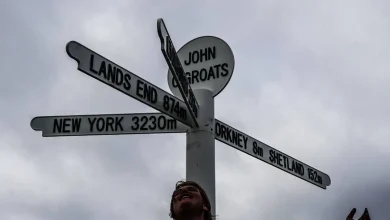 JOHN
O'GROATS
LANDS END 874m
NEW YORK 3230m
ORKNEY 8m SHETLAND 152m